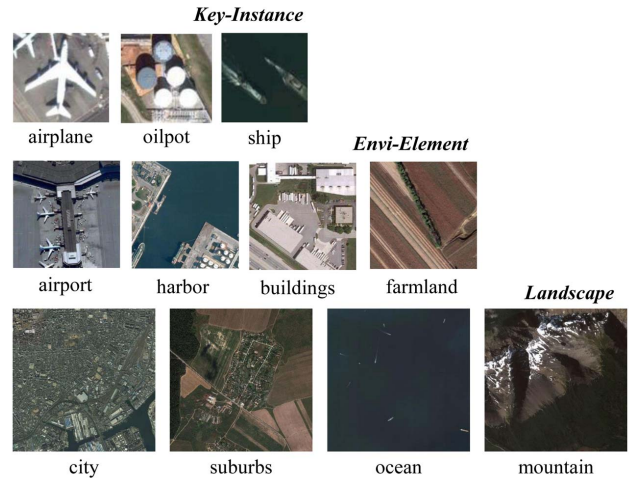 Key-Instance
airplane oilpot ship
Envi-Element
airport harbor buildings farmland
Landscape
city suburbs ocean mountain